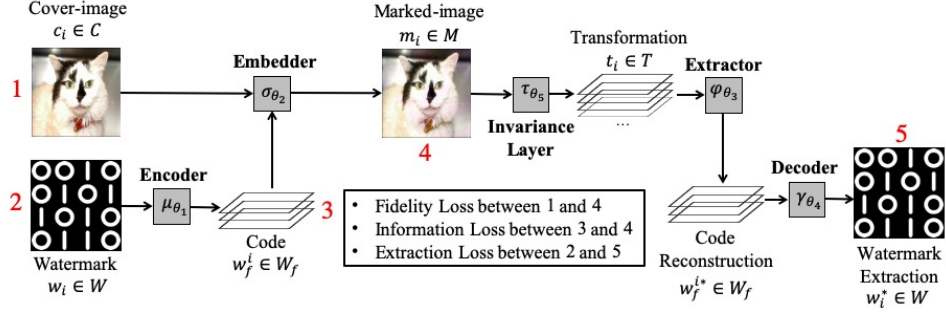 Cover-image
c_i ∈ C
Marked-image
m_i ∈ M
Transformation
t_i ∈ T
1
Embedder
σ_θ₂
τ_θ₅
Extractor
φ_θ₃
...
Invariance
Layer
4
5
2
Encoder
μ_θ₁
3
• Fidelity Loss between 1 and 4
• Information Loss between 3 and 4
• Extraction Loss between 2 and 5
Decoder
γ_θ₄
Watermark
w_i ∈ W
Code
w_f^i ∈ W_f
Code
Reconstruction
w_f^{i*} ∈ W_f
Watermark
Extraction
w_i^* ∈ W